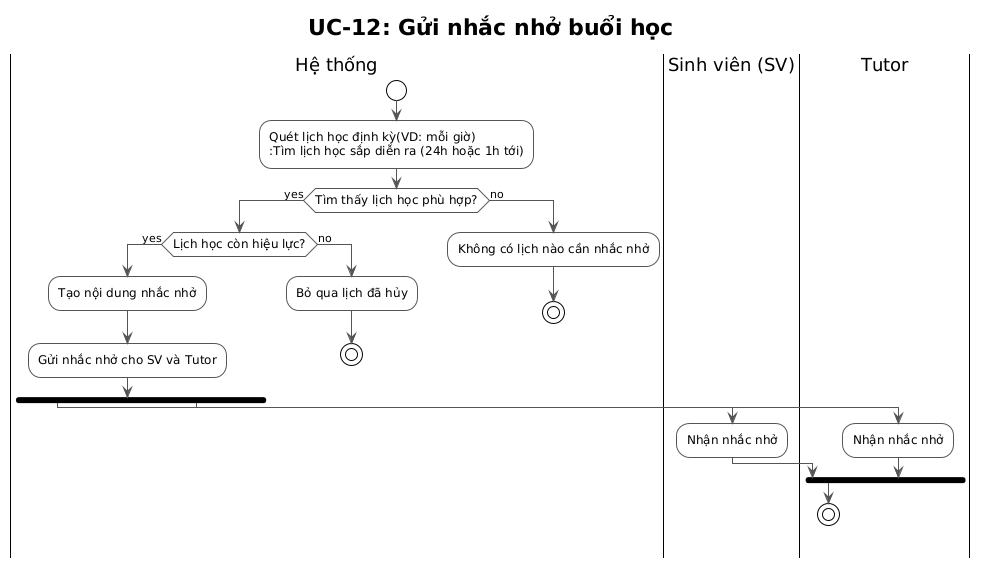 UC-12: Gửi nhắc nhở buổi học
Hệ thống
Sinh viên (SV)
Tutor
Quét lịch học định kỳ(VD: mỗi giờ)
:Tìm lịch học sắp diễn ra (24h hoặc 1h tới)
yes
Tìm thấy lịch học phù hợp?
no
yes
Lịch học còn hiệu lực?
no
Không có lịch nào cần nhắc nhở
Tạo nội dung nhắc nhở
Bỏ qua lịch đã hủy
Gửi nhắc nhở cho SV và Tutor
Nhận nhắc nhở
Nhận nhắc nhở